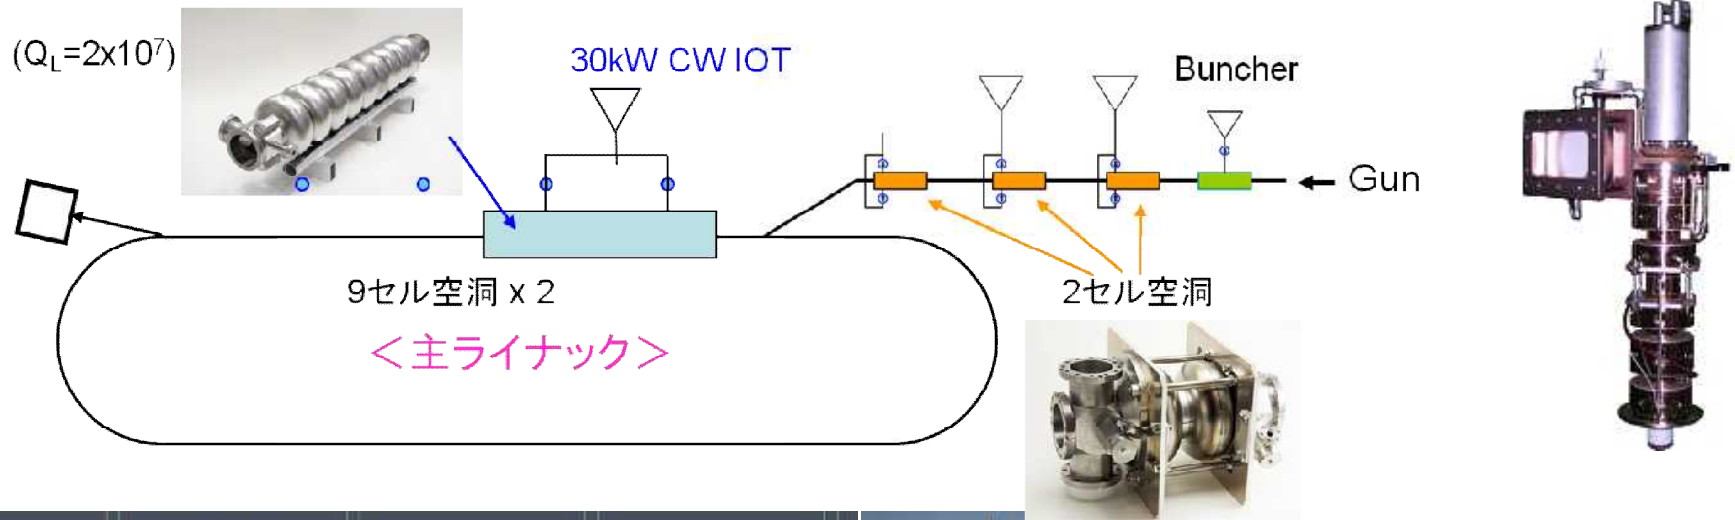 (QL=2x10⁷)
30kW CW IOT
Buncher
Gun
9セル空洞 x 2
2セル空洞
＜主ライナック＞